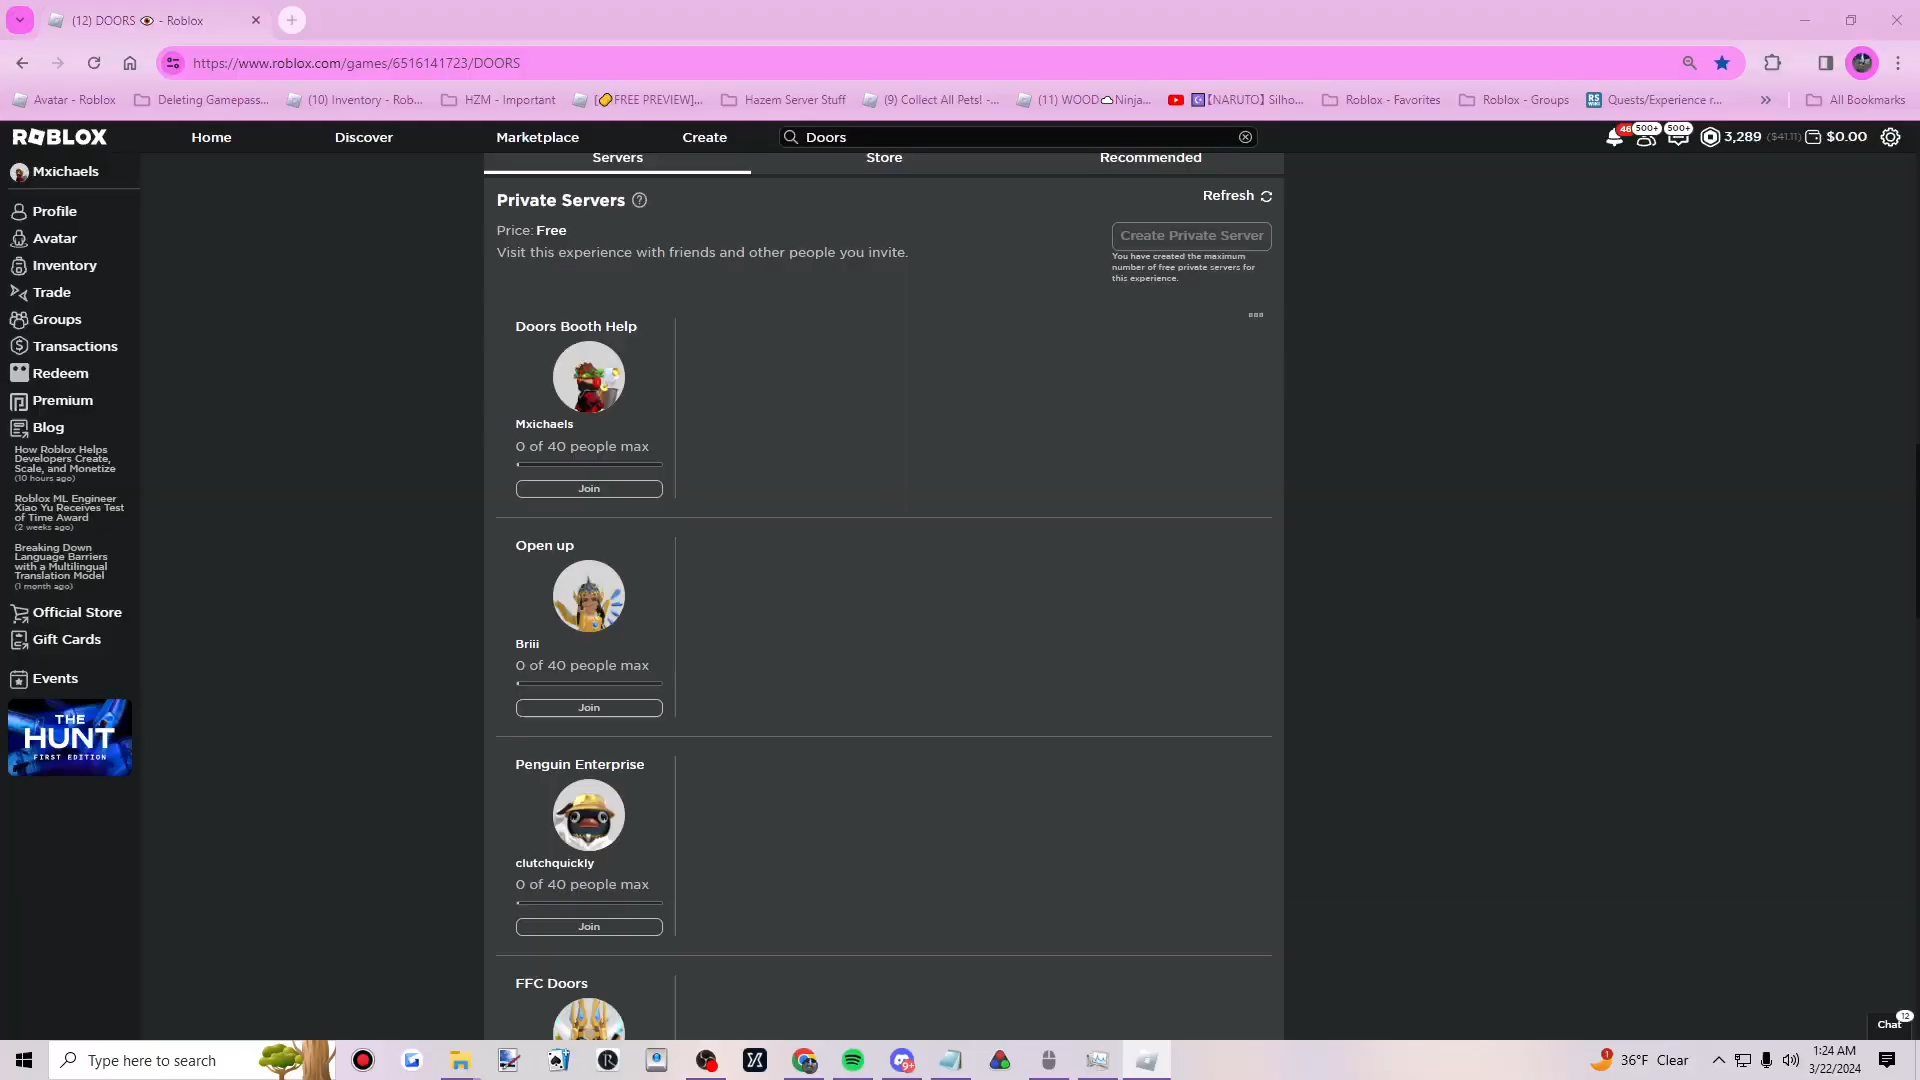 (12) DOORS 👁 - Roblox
https://www.roblox.com/games/6516141723/DOORS
Avatar - Roblox
Deleting Gamepass...
(10) Inventory - Rob...
HZM - Important
[🏷FREE PREVIEW]...
Hazem Server Stuff
(9) Collect All Pets! -...
(11) WOOD☁Ninja...
【NARUTO】Silho...
Roblox - Favorites
Roblox - Groups
Quests/Experience r...
»
All Bookmarks
ROBLOX
Home
Discover
Marketplace
Create
Doors
46
500+
500+
3,289 ($41.11)
$0.00
Mxichaels
Profile
Avatar
Inventory
Trade
Groups
Transactions
Redeem
Premium
Blog
How Roblox Helps
Developers Create,
Scale, and Monetize
(10 hours ago)
Roblox ML Engineer
Xiao Yu Receives Test
of Time Award
(2 weeks ago)
Breaking Down
Language Barriers
with a Multilingual
Translation Model
(1 month ago)
Official Store
Gift Cards
Events
THE
HUNT
FIRST EDITION
Servers
Store
Recommended
Private Servers
Refresh
Price: Free
Visit this experience with friends and other people you invite.
Create Private Server
You have created the maximum
number of free private servers for
this experience.
Doors Booth Help
Mxichaels
0 of 40 people max
Join
Open up
Briii
0 of 40 people max
Join
Penguin Enterprise
clutchquickly
0 of 40 people max
Join
FFC Doors
Chat
12
Type here to search
9+
1
36°F Clear
1:24 AM
3/22/2024